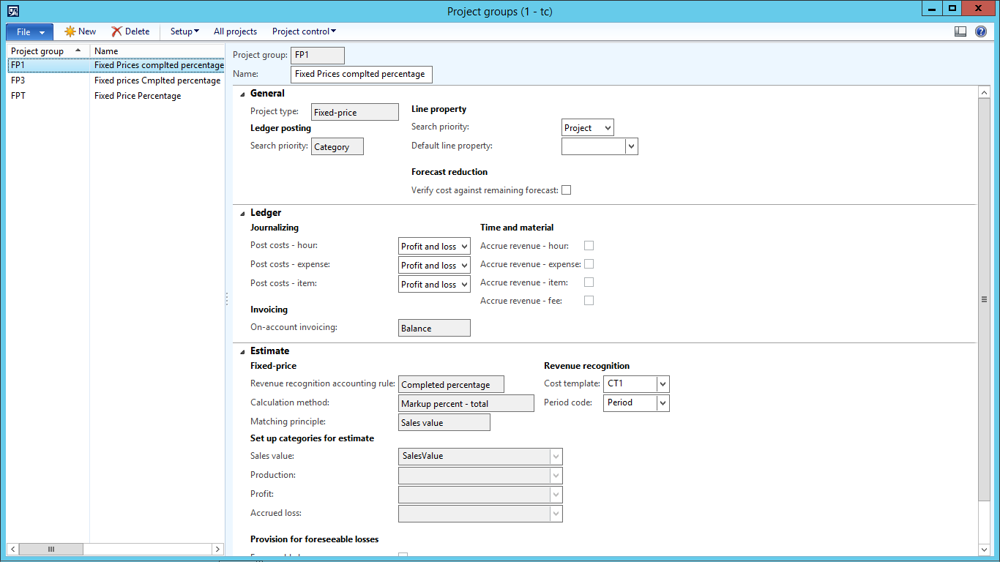 Project groups (1 - tc)
File New Delete Setup All projects Project control
Project group Name
FP1 Fixed Prices complted percentage
FP3 Fixed prices Cmplted percentage
FPT Fixed Price Percentage
Project group: FP1
Name: Fixed Prices complted percentage
General
Project type: Fixed-price
Ledger posting
Search priority: Category
Line property
Search priority: Project
Default line property:
Forecast reduction
Verify cost against remaining forecast:
Ledger
Journalizing
Post costs - hour: Profit and loss
Post costs - expense: Profit and loss
Post costs - item: Profit and loss
Invoicing
On-account invoicing: Balance
Time and material
Accrue revenue - hour:
Accrue revenue - expense:
Accrue revenue - item:
Accrue revenue - fee:
Estimate
Fixed-price
Revenue recognition accounting rule: Completed percentage
Calculation method: Markup percent - total
Matching principle: Sales value
Revenue recognition
Cost template: CT1
Period code: Period
Set up categories for estimate
Sales value: SalesValue
Production:
Profit:
Accrued loss:
Provision for foreseeable losses